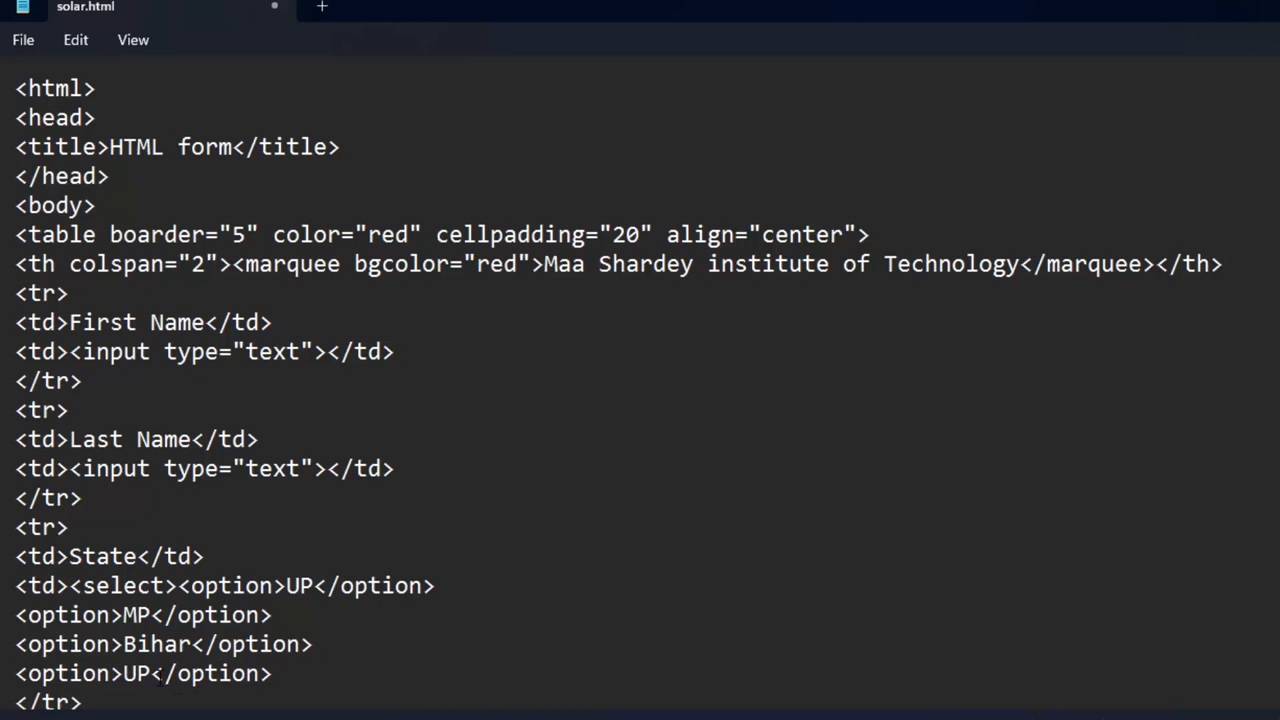 solar.html
File Edit View
<html>
<head>
<title>HTML form</title>
</head>
<body>
<table boarder="5" color="red" cellpadding="20" align="center">
<th colspan="2"><marquee bgcolor="red">Maa Shardey institute of Technology</marquee></th>
<tr>
<td>First Name</td>
<td><input type="text"></td>
</tr>
<tr>
<td>Last Name</td>
<td><input type="text"></td>
</tr>
<tr>
<td>State</td>
<td><select><option>UP</option>
<option>MP</option>
<option>Bihar</option>
<option>UP</option>
</tr>